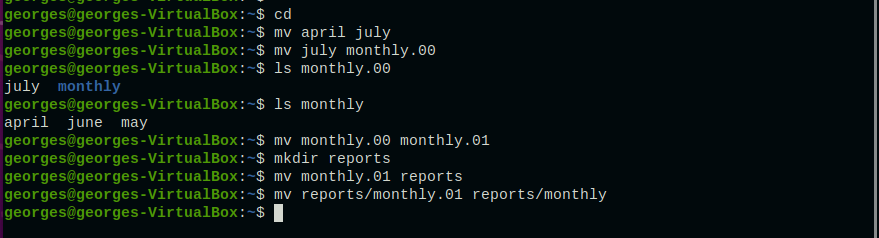 georges@georges-VirtualBox:~$ cd
georges@georges-VirtualBox:~$ mv april july
georges@georges-VirtualBox:~$ mv july monthly.00
georges@georges-VirtualBox:~$ ls monthly.00
july  monthly
georges@georges-VirtualBox:~$ ls monthly
april  june  may
georges@georges-VirtualBox:~$ mv monthly.00 monthly.01
georges@georges-VirtualBox:~$ mkdir reports
georges@georges-VirtualBox:~$ mv monthly.01 reports
georges@georges-VirtualBox:~$ mv reports/monthly.01 reports/monthly
georges@georges-VirtualBox:~$